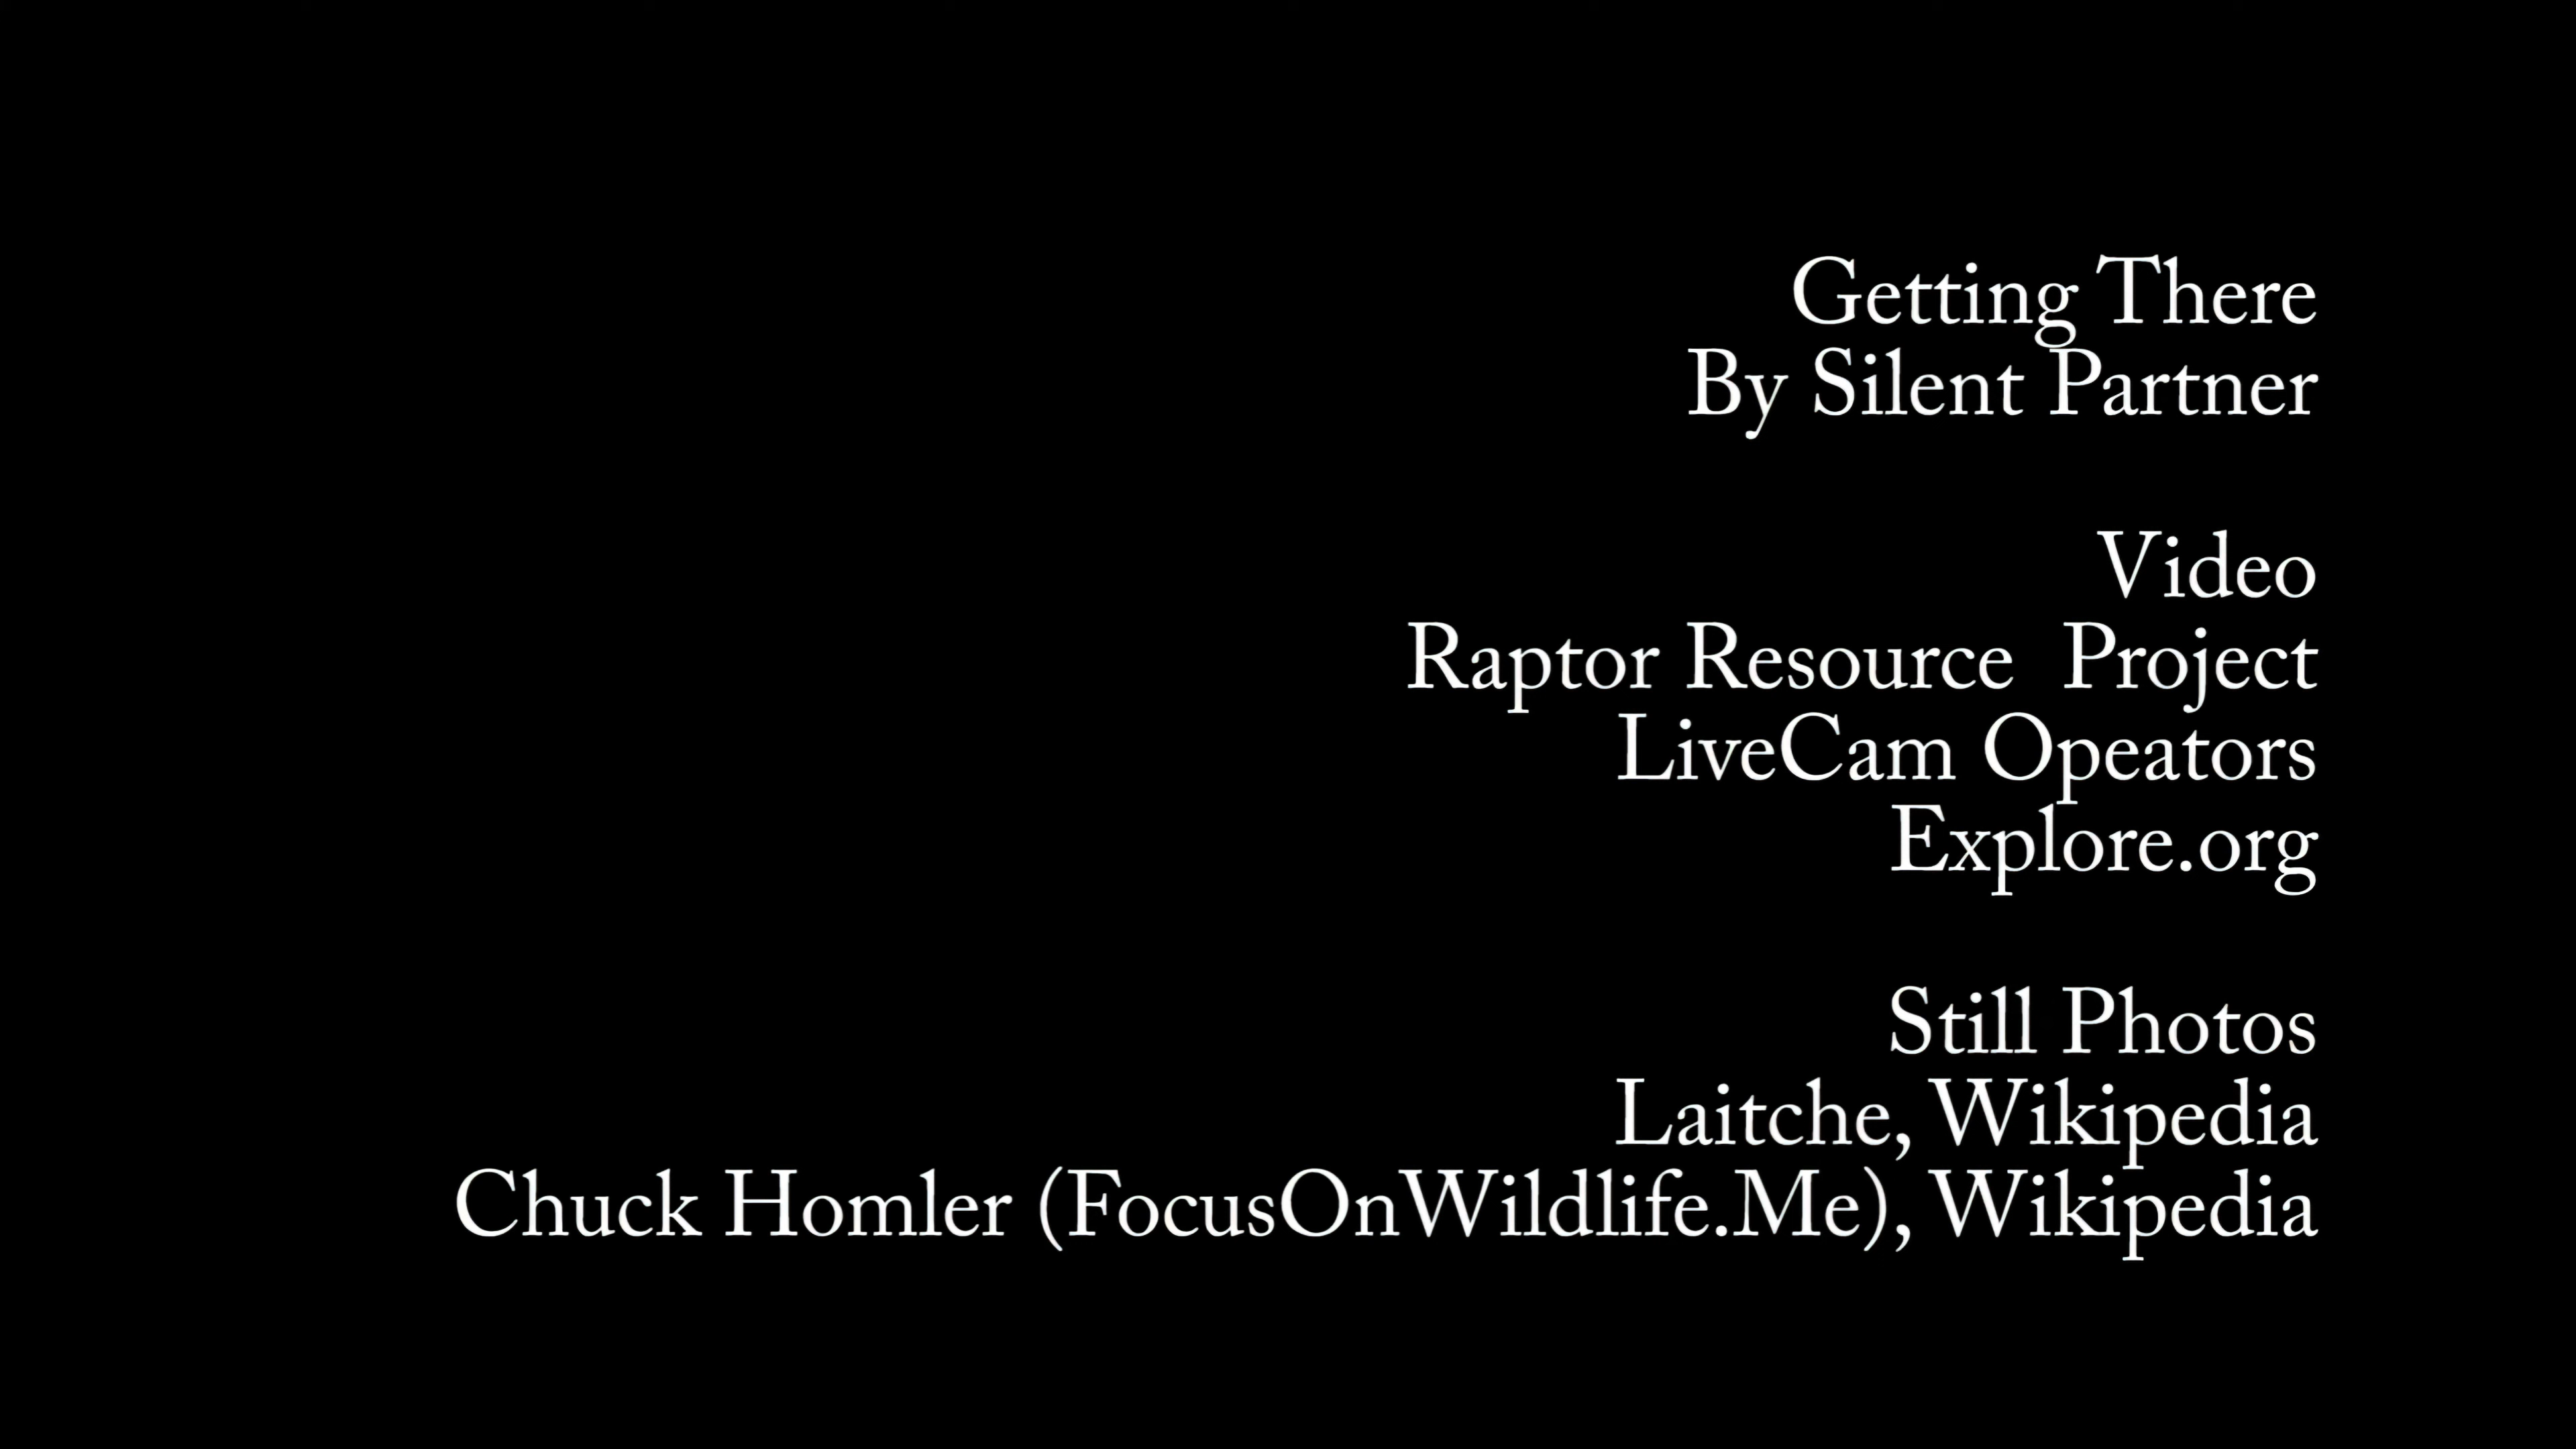 Getting There
By Silent Partner
Video
Raptor Resource  Project
LiveCam Opeators
Explore.org
Still Photos
Laitche, Wikipedia
Chuck Homler (FocusOnWildlife.Me), Wikipedia